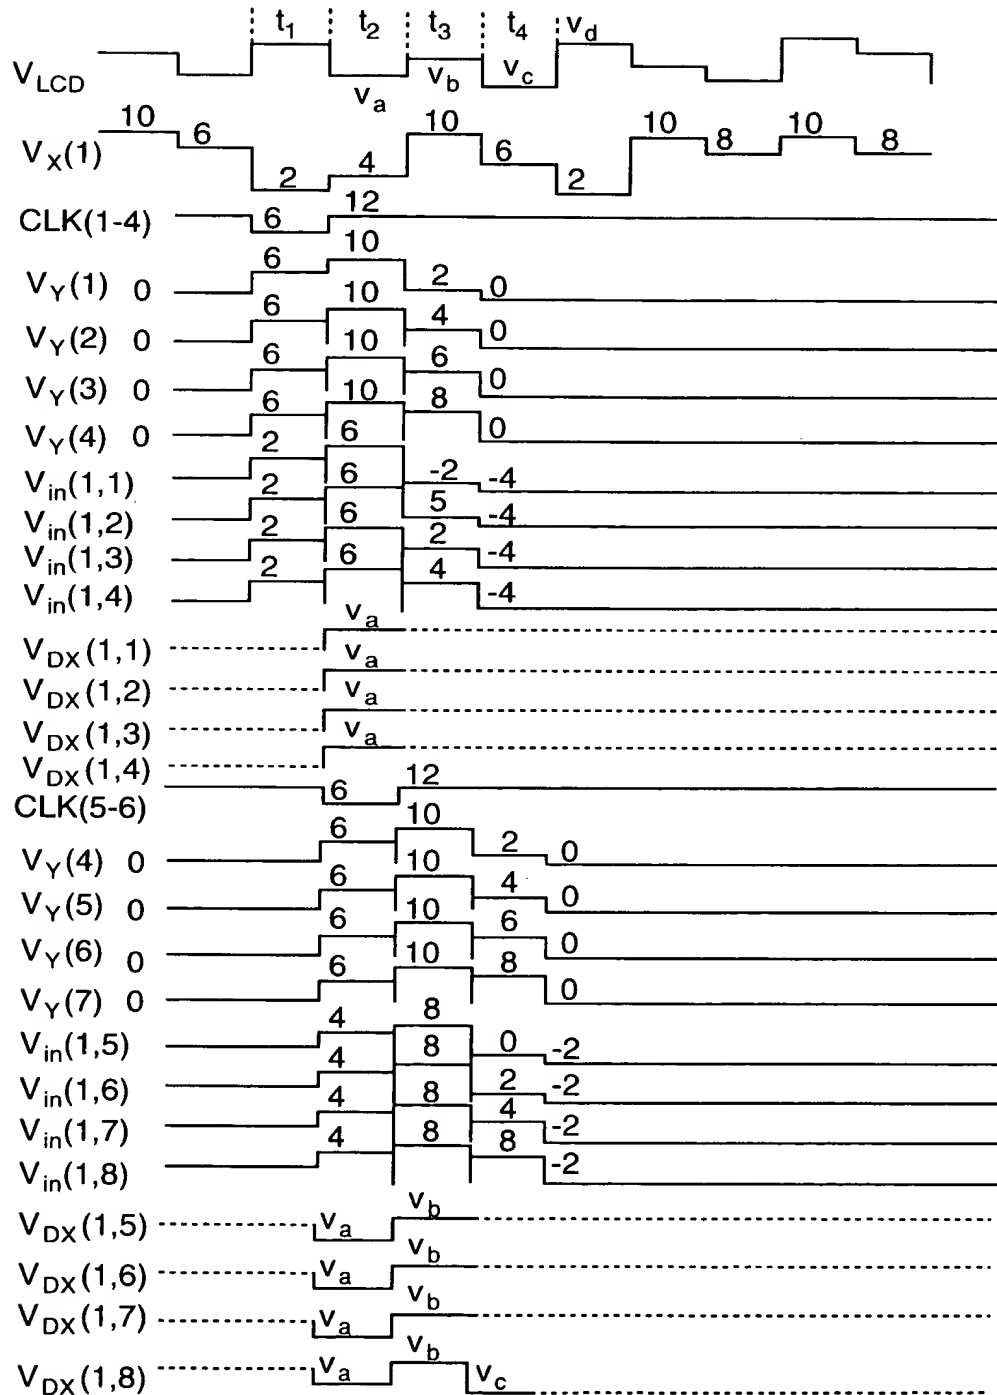 t1 t2 t3 t4 vd
VLCD va vb vc
10 6 10 6 10 8 10 8
VX(1) 2 4 2
CLK(1-4) 6 12
VY(1) 0 6 10 2 0
VY(2) 0 6 10 4 0
VY(3) 0 6 10 6 0
VY(4) 0 6 10 8 0
Vin(1,1) 2 6 -2 -4
Vin(1,2) 2 6 5 -4
Vin(1,3) 2 6 2 -4
Vin(1,4) 2 6 4 -4
VDX(1,1) va
VDX(1,2) va
VDX(1,3) va
VDX(1,4) va
CLK(5-6) 6 12
VY(4) 0 6 10 2 0
VY(5) 0 6 10 4 0
VY(6) 0 6 10 6 0
VY(7) 0 6 10 8 0
Vin(1,5) 4 8 0 -2
Vin(1,6) 4 8 2 -2
Vin(1,7) 4 8 4 -2
Vin(1,8) 4 8 8 -2
VDX(1,5) va vb
VDX(1,6) va vb
VDX(1,7) va vb
VDX(1,8) va vb vc